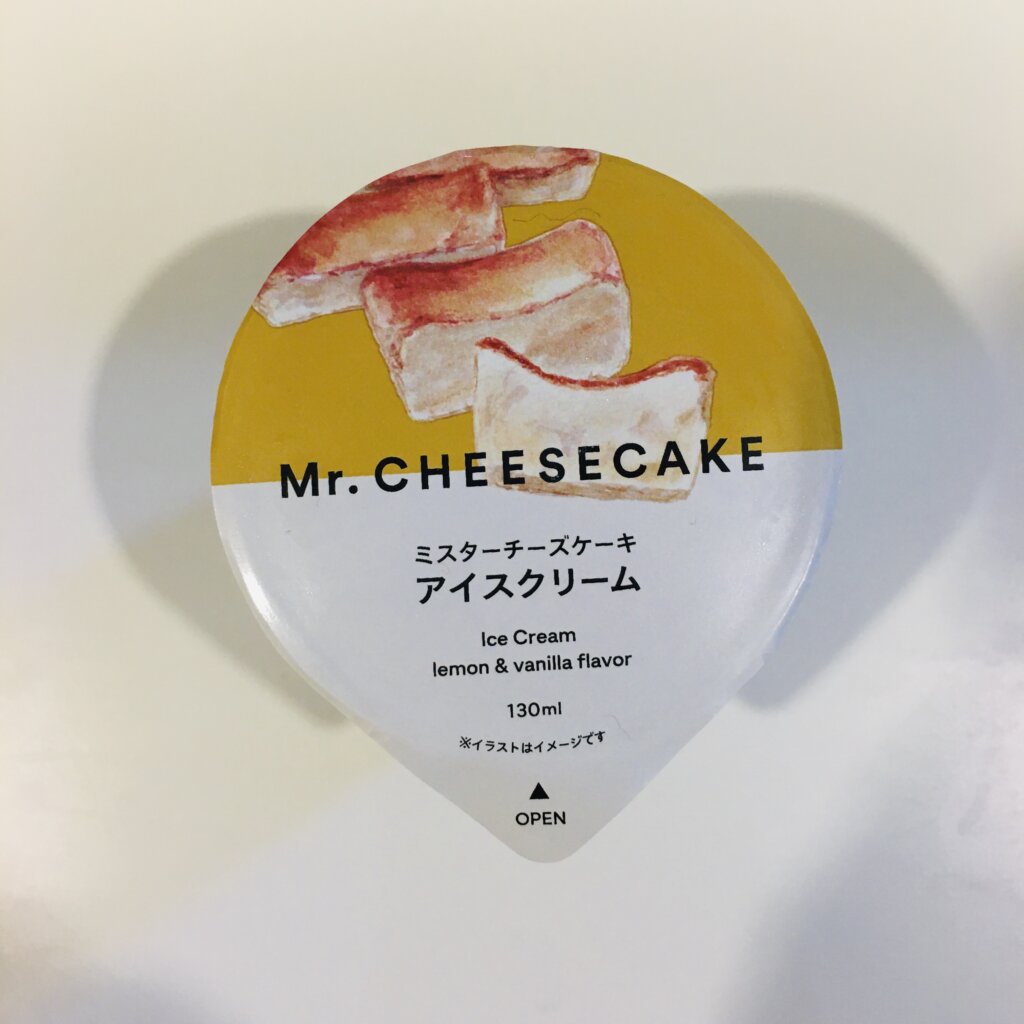 Mr. CHEESECAKE
ミスターチーズケーキ
アイスクリーム
Ice Cream
lemon & vanilla flavor
130ml
※イラストはイメージです
▲
OPEN